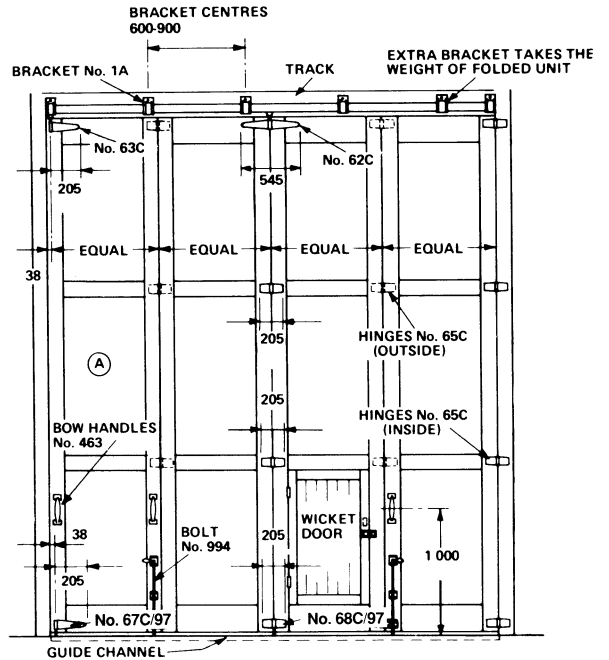 BRACKET CENTRES
600-900
BRACKET No. 1A
TRACK
EXTRA BRACKET TAKES THE
WEIGHT OF FOLDED UNIT
No. 63C
No. 62C
205
545
EQUAL
EQUAL
EQUAL
EQUAL
38
205
HINGES No. 65C
(OUTSIDE)
A
205
BOW HANDLES
No. 463
HINGES No. 65C
(INSIDE)
38
BOLT
No. 994
205
WICKET
DOOR
1 000
205
No. 67C/97
No. 68C/97
GUIDE CHANNEL